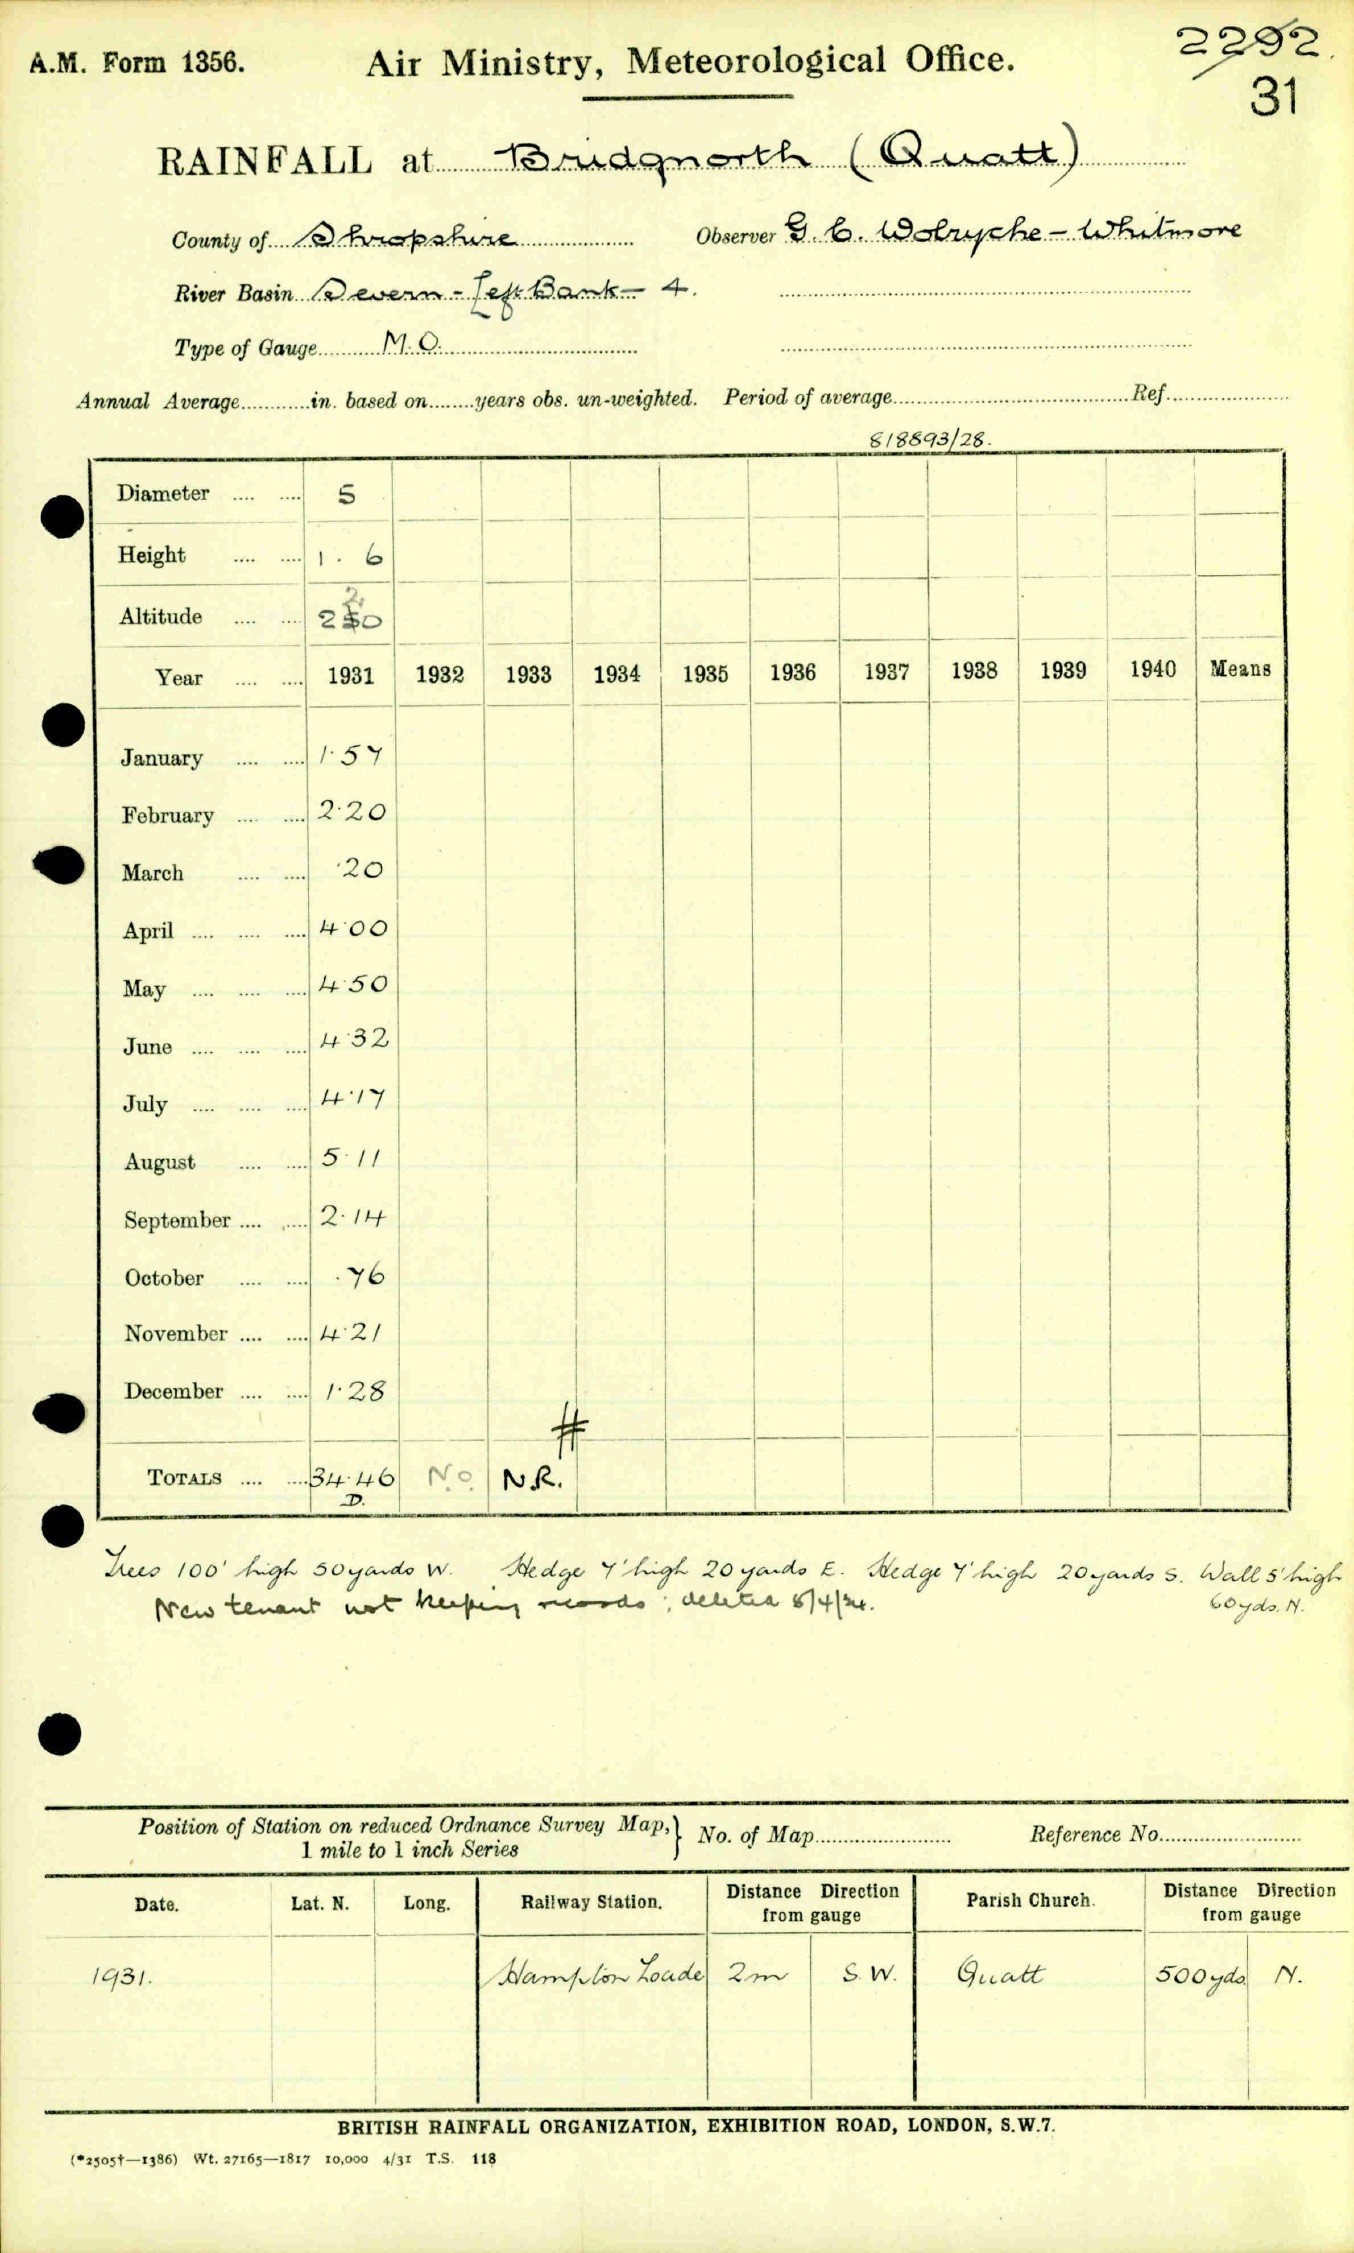 2292.
A.M. Form 1356. Air Ministry, Meteorological Office.
31
RAINFALL at Bridgnorth (Quatt)
County of Shropshire Observer G. C. Wolryche-Whitmore
River Basin Severn - Left Bank - 4.
Type of Gauge M.O.
Annual Average in. based on years obs. un-weighted. Period of average Ref.
818893/28.
Diameter 5
Height 1. 6
Altitude
Year 1931 1932 1933 1934 1935 1936 1937 1938 1939 1940 Means
January 1.57
February 2.20
March .20
April 4.00
May 4.50
June 4.32
July 4.17
August 5.11
September 2.14
October .76
November 4.21
December 1.28
#
TOTALS 34.46 No. N.R.
D.
Trees 100' high 50 yards W. Hedge 7' high 20 yards E. Hedge 7' high 20 yards S. Wall 5' high
60 yds. N.
New tenant not keeping records; deleted 8/4/34.
Position of Station on reduced Ordnance Survey Map, } No. of Map Reference No.
1 mile to 1 inch Series
Date. Lat. N. Long. Railway Station. Distance Direction from gauge Parish Church. Distance Direction from gauge
1931. Hampton Loade 2m S.W. Quatt 500 yds N.
BRITISH RAINFALL ORGANIZATION, EXHIBITION ROAD, LONDON, S.W.7.
(*2505†—1386) Wt. 27165—1817 10,000 4/31 T.S. 118